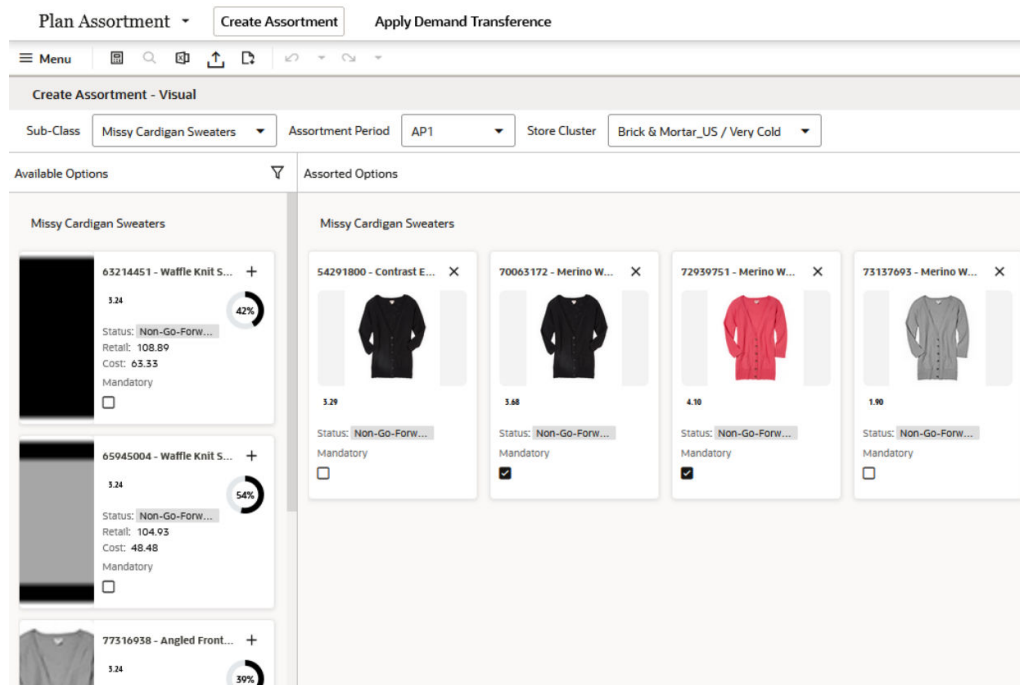 Plan Assortment Create Assortment Apply Demand Transference
Menu
Create Assortment - Visual
Sub-Class Missy Cardigan Sweaters Assortment Period AP1 Store Cluster Brick & Mortar_US / Very Cold
Available Options
Assorted Options
Missy Cardigan Sweaters
63214451 - Waffle Knit S...
3.24
42%
Status: Non-Go-Forw...
Retail: 108.89
Cost: 63.33
Mandatory
65945004 - Waffle Knit S...
3.24
54%
Status: Non-Go-Forw...
Retail: 104.93
Cost: 48.48
Mandatory
77316938 - Angled Front...
3.24
39%
Missy Cardigan Sweaters
54291800 - Contrast E...
3.29
Status: Non-Go-Forw...
Mandatory
70063172 - Merino W...
3.68
Status: Non-Go-Forw...
Mandatory
72939751 - Merino W...
4.10
Status: Non-Go-Forw...
Mandatory
73137693 - Merino W...
1.90
Status: Non-Go-Forw...
Mandatory